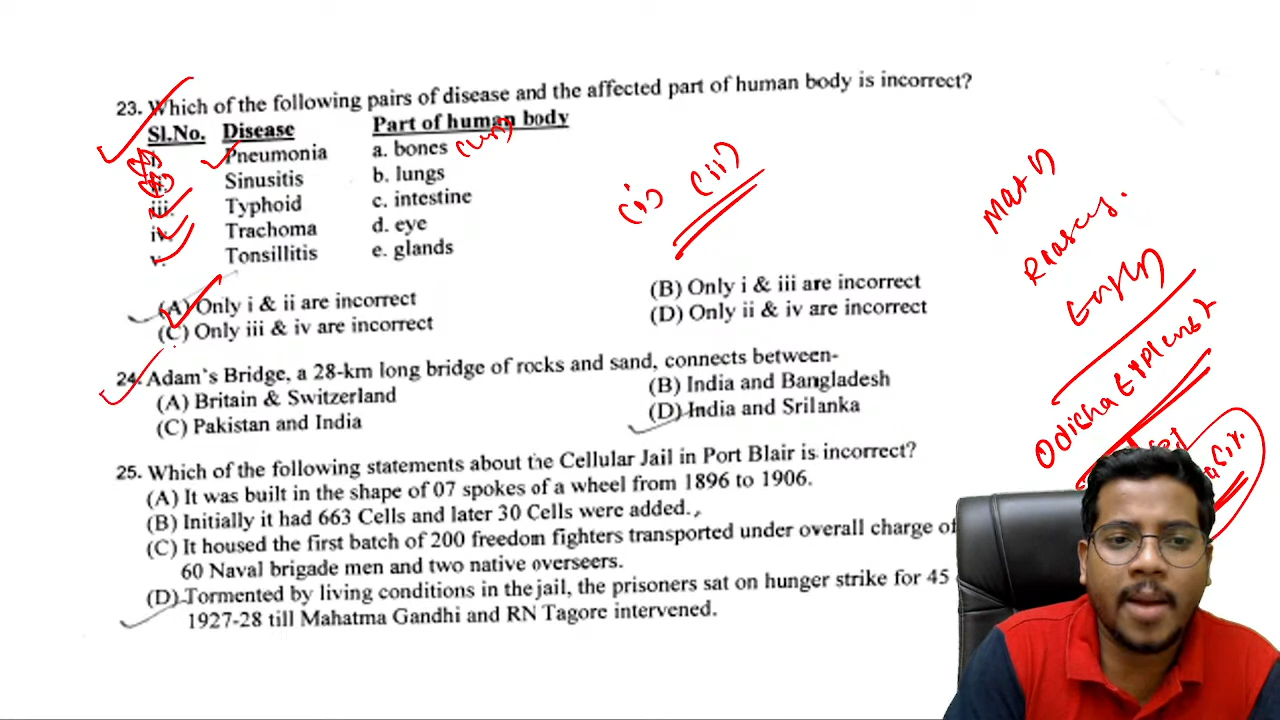 23. Which of the following pairs of disease and the affected part of human body is incorrect?
Sl.No. Disease Part of human body
Pneumonia a. bones
Sinusitis b. lungs
iii. Typhoid c. intestine
iv. Trachoma d. eye
v. Tonsillitis e. glands
(i) (iii)
Math
(A) Only i & ii are incorrect (B) Only i & iii are incorrect
(C) Only iii & iv are incorrect (D) Only ii & iv are incorrect
24. Adam's Bridge, a 28-km long bridge of rocks and sand, connects between-
(A) Britain & Switzerland (B) India and Bangladesh
(C) Pakistan and India (D) India and Srilanka
25. Which of the following statements about the Cellular Jail in Port Blair is incorrect?
(A) It was built in the shape of 07 spokes of a wheel from 1896 to 1906.
(B) Initially it had 663 Cells and later 30 Cells were added.,
(C) It housed the first batch of 200 freedom fighters transported under overall charge of
60 Naval brigade men and two native overseers.
(D) Tormented by living conditions in the jail, the prisoners sat on hunger strike for 45
1927-28 till Mahatma Gandhi and RN Tagore intervened.